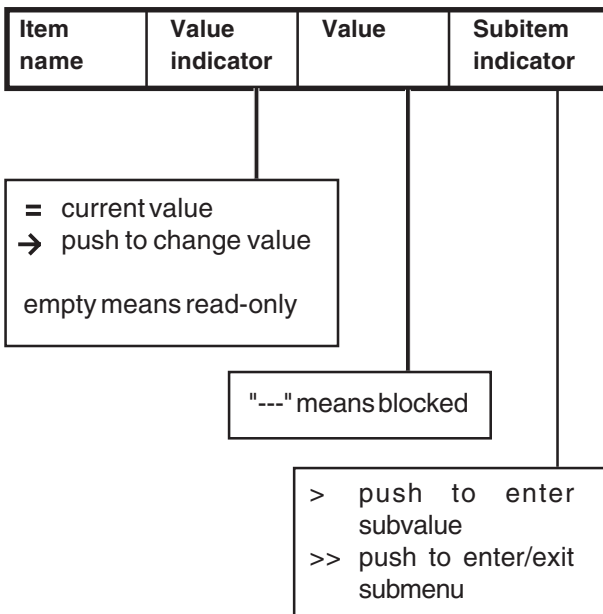 Item name
Value indicator
Value
Subitem indicator
= current value
→ push to change value
empty means read-only
"---" means blocked
> push to enter
subvalue
>> push to enter/exit
submenu